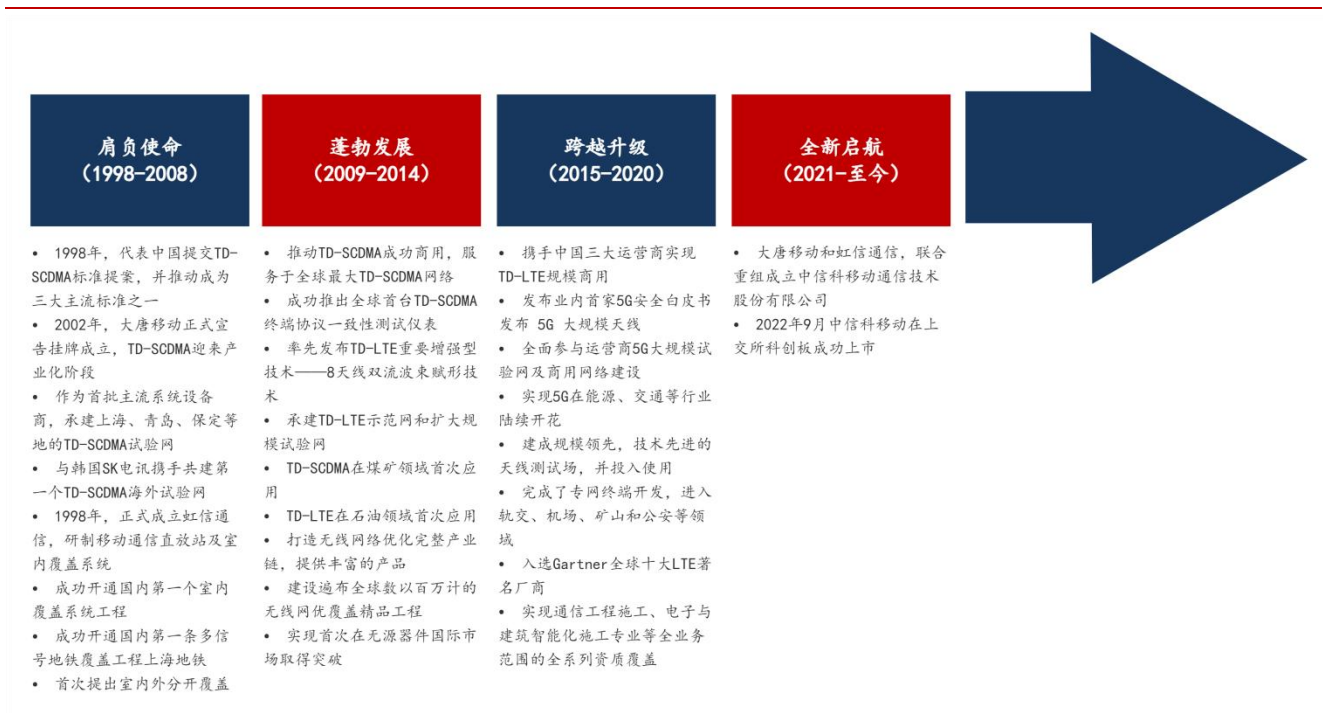 肩负使命
（1998-2008）
• 1998年，代表中国提交TD-
SCDMA标准提案，并推动成为
三大主流标准之一
• 2002年，大唐移动正式宣
告挂牌成立，TD-SCDMA迎来产
业化阶段
• 作为首批主流系统设备
商，承建上海、青岛、保定等
地的TD-SCDMA试验网
• 与韩国SK电讯携手共建第
一个TD-SCDMA海外试验网
• 1998年，正式成立虹信通
信，研制移动通信直放站及室
内覆盖系统
• 成功开通国内第一个室内
覆盖系统工程
• 成功开通国内第一条多信
号地铁覆盖工程上海地铁
• 首次提出室内外分开覆盖
蓬勃发展
（2009-2014）
• 推动TD-SCDMA成功商用，服
务于全球最大TD-SCDMA网络
• 成功推出全球首台TD-SCDMA
终端协议一致性测试仪表
• 率先发布TD-LTE重要增强型
技术——8天线双流波束赋形技
术
• 承建TD-LTE示范网和扩大规
模试验网
• TD-SCDMA在煤矿领域首次应
用
• TD-LTE在石油领域首次应用
• 打造无线网络优化完整产业
链，提供丰富的产品
• 建设遍布全球数以百万计的
无线网优覆盖精品工程
• 实现首次在无源器件国际市
场取得突破
跨越升级
（2015-2020）
• 携手中国三大运营商实现
TD-LTE规模商用
• 发布业内首家5G安全白皮书
发布 5G 大规模天线
• 全面参与运营商5G大规模试
验网及商用网络建设
• 实现5G在能源、交通等行业
陆续开花
• 建成规模领先，技术先进的
天线测试场，并投入使用
• 完成了专网终端开发，进入
轨交、机场、矿山和公安等领
域
• 入选Gartner全球十大LTE著
名厂商
• 实现通信工程施工、电子与
建筑智能化施工专业等全业务
范围的全系列资质覆盖
全新启航
（2021-至今）
• 大唐移动和虹信通信，联合
重组成立中信科移动通信技术
股份有限公司
• 2022年9月中信科移动在上
交所科创板成功上市